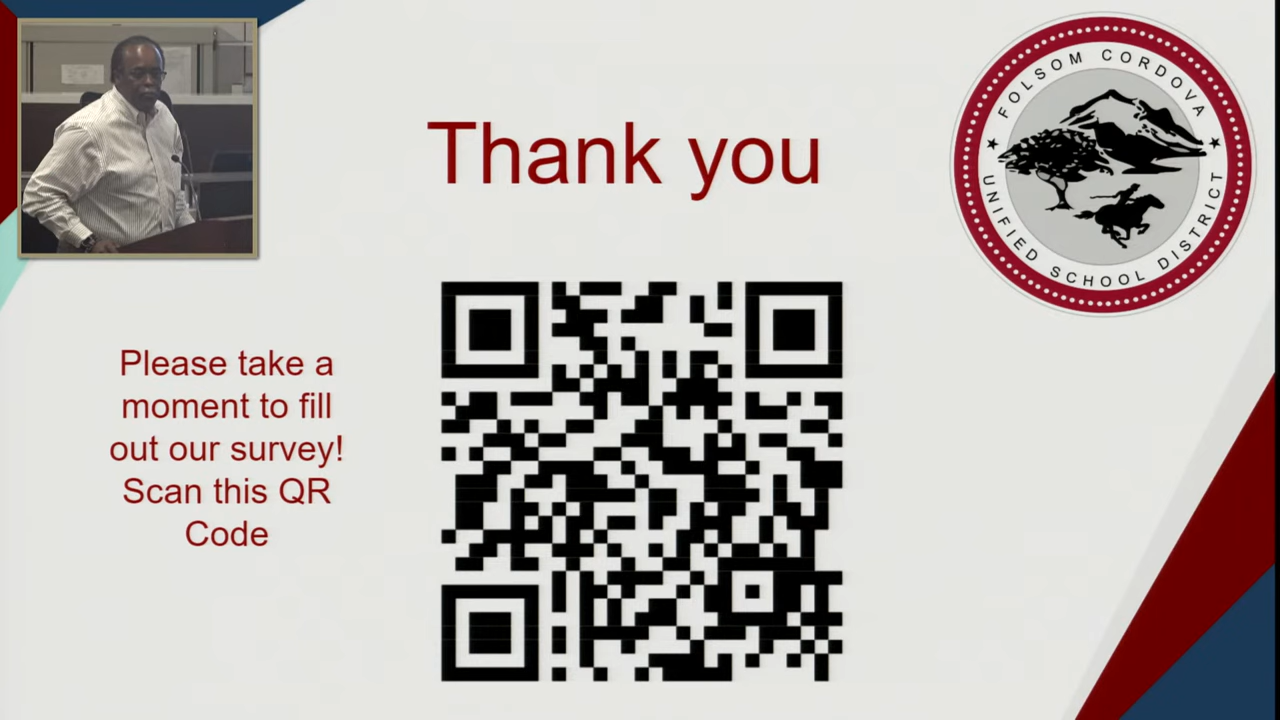 Thank you
FOLSOM CORDOVA
UNIFIED SCHOOL DISTRICT
Please take a
moment to fill
out our survey!
Scan this QR
Code